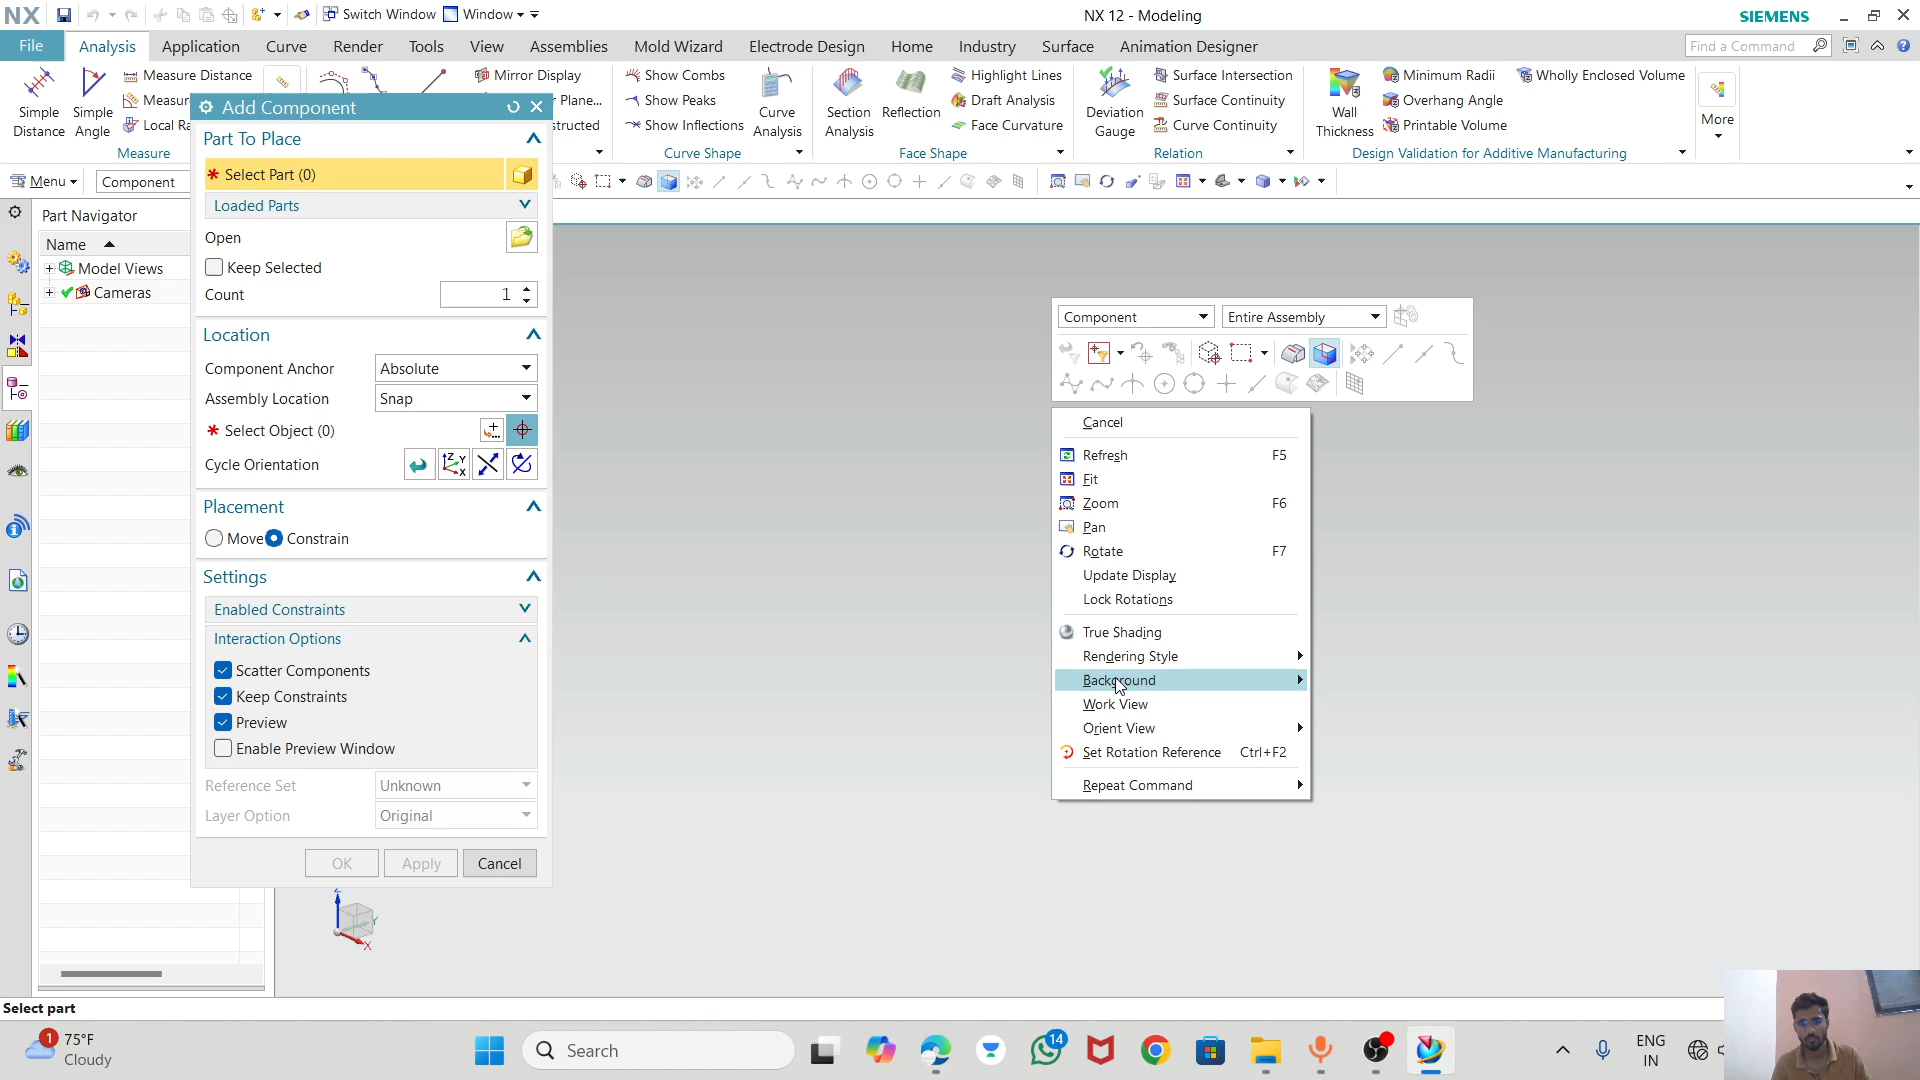 NX
Switch Window
Window
NX 12 - Modeling
SIEMENS
File
Analysis
Application
Curve
Render
Tools
View
Assemblies
Mold Wizard
Electrode Design
Home
Industry
Surface
Animation Designer
Find a Command
Simple Distance
Simple Angle
Measure Distance
Measur
Local Ra
Measure
Mirror Display
Plane...
structed
Show Combs
Show Peaks
Show Inflections
Curve Analysis
Curve Shape
Section Analysis
Reflection
Highlight Lines
Draft Analysis
Face Curvature
Face Shape
Deviation Gauge
Surface Intersection
Surface Continuity
Curve Continuity
Relation
Wall Thickness
Minimum Radii
Overhang Angle
Printable Volume
Wholly Enclosed Volume
Design Validation for Additive Manufacturing
More
Menu
Component
Part Navigator
Name
Model Views
Cameras
Add Component
Part To Place
* Select Part (0)
Loaded Parts
Open
Keep Selected
Count
1
Location
Component Anchor
Absolute
Assembly Location
Snap
* Select Object (0)
Cycle Orientation
Z Y X
Placement
Move
Constrain
Settings
Enabled Constraints
Interaction Options
Scatter Components
Keep Constraints
Preview
Enable Preview Window
Reference Set
Unknown
Layer Option
Original
OK
Apply
Cancel
Z
Y
X
Component
Entire Assembly
Cancel
Refresh F5
Fit
Zoom F6
Pan
Rotate F7
Update Display
Lock Rotations
True Shading
Rendering Style
Background
Work View
Orient View
Set Rotation Reference Ctrl+F2
Repeat Command
Select part
1
75°F
Cloudy
Search
14
ENG
IN